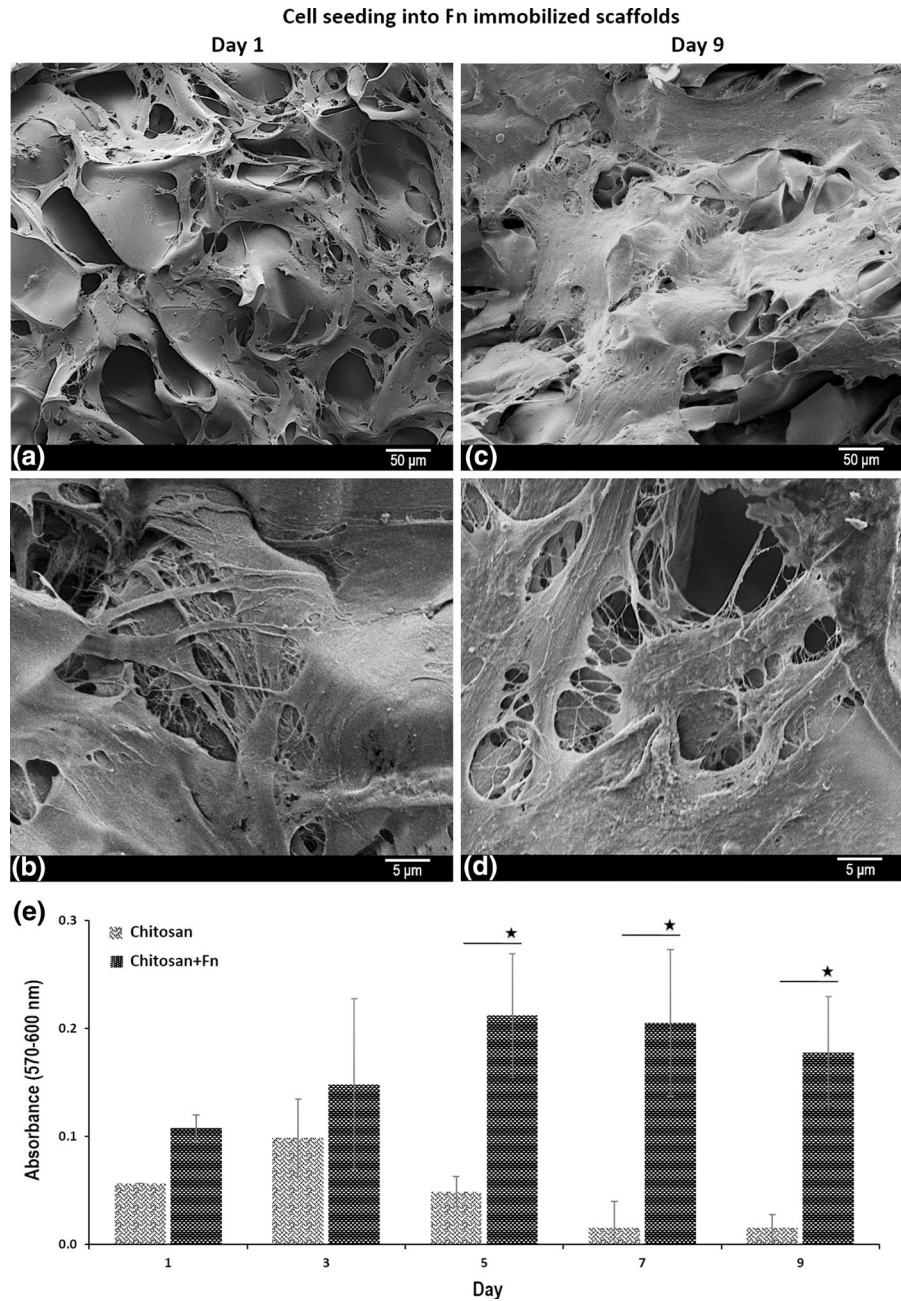 Cell seeding into Fn immobilized scaffolds
Day 1 Day 9
(a) 50 µm (c) 50 µm
(b) 5 µm (d) 5 µm
(e)
0.3
Chitosan
Chitosan+Fn
0.2
0.1
0.0
Absorbance (570-600 nm)
1 3 5 7 9
Day